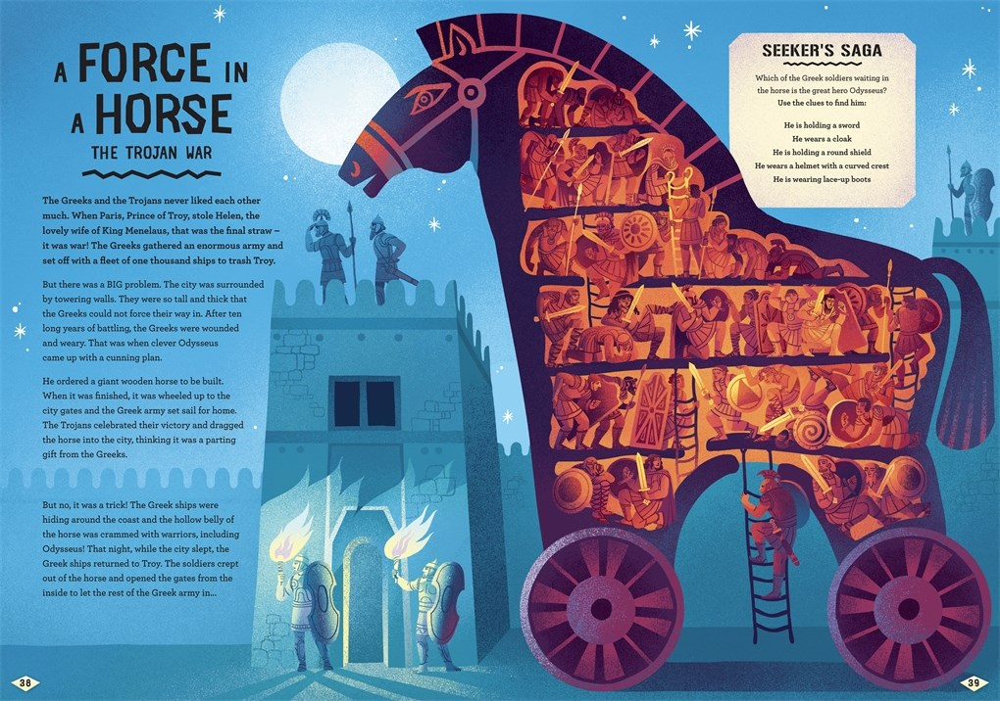 A FORCE IN
A HORSE
THE TROJAN WAR
The Greeks and the Trojans never liked each other
much. When Paris, Prince of Troy, stole Helen, the
lovely wife of King Menelaus, that was the final straw –
it was war! The Greeks gathered an enormous army and
set off with a fleet of one thousand ships to trash Troy.
But there was a BIG problem. The city was surrounded
by towering walls. They were so tall and thick that
the Greeks could not force their way in. After ten
long years of battling, the Greeks were wounded
and weary. That was when clever Odysseus
came up with a cunning plan.
He ordered a giant wooden horse to be built.
When it was finished, it was wheeled up to the
city gates and the Greek army set sail for home.
The Trojans celebrated their victory and dragged
the horse into the city, thinking it was a parting
gift from the Greeks.
But no, it was a trick! The Greek ships were
hiding around the coast and the hollow belly of
the horse was crammed with warriors, including
Odysseus! That night, while the city slept, the
Greek ships returned to Troy. The soldiers crept
out of the horse and opened the gates from the
inside to let the rest of the Greek army in...
38
SEEKER'S SAGA
Which of the Greek soldiers waiting in
the horse is the great hero Odysseus?
Use the clues to find him:
He is holding a sword
He wears a cloak
He is holding a round shield
He wears a helmet with a curved crest
He is wearing lace-up boots
39